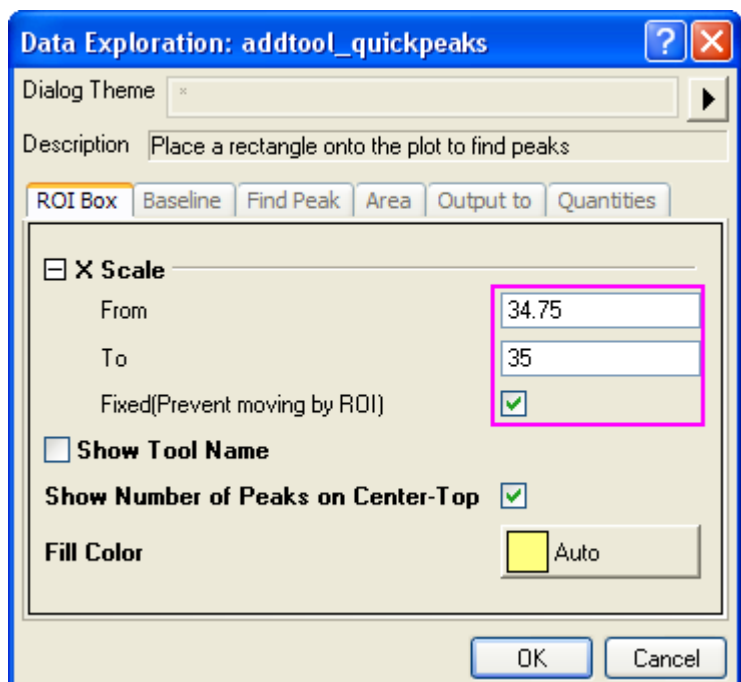 Data Exploration: addtool_quickpeaks
Dialog Theme *
Description Place a rectangle onto the plot to find peaks
ROI Box Baseline Find Peak Area Output to Quantities
X Scale
From 34.75
To 35
Fixed(Prevent moving by ROI)
Show Tool Name
Show Number of Peaks on Center-Top
Fill Color Auto
OK Cancel